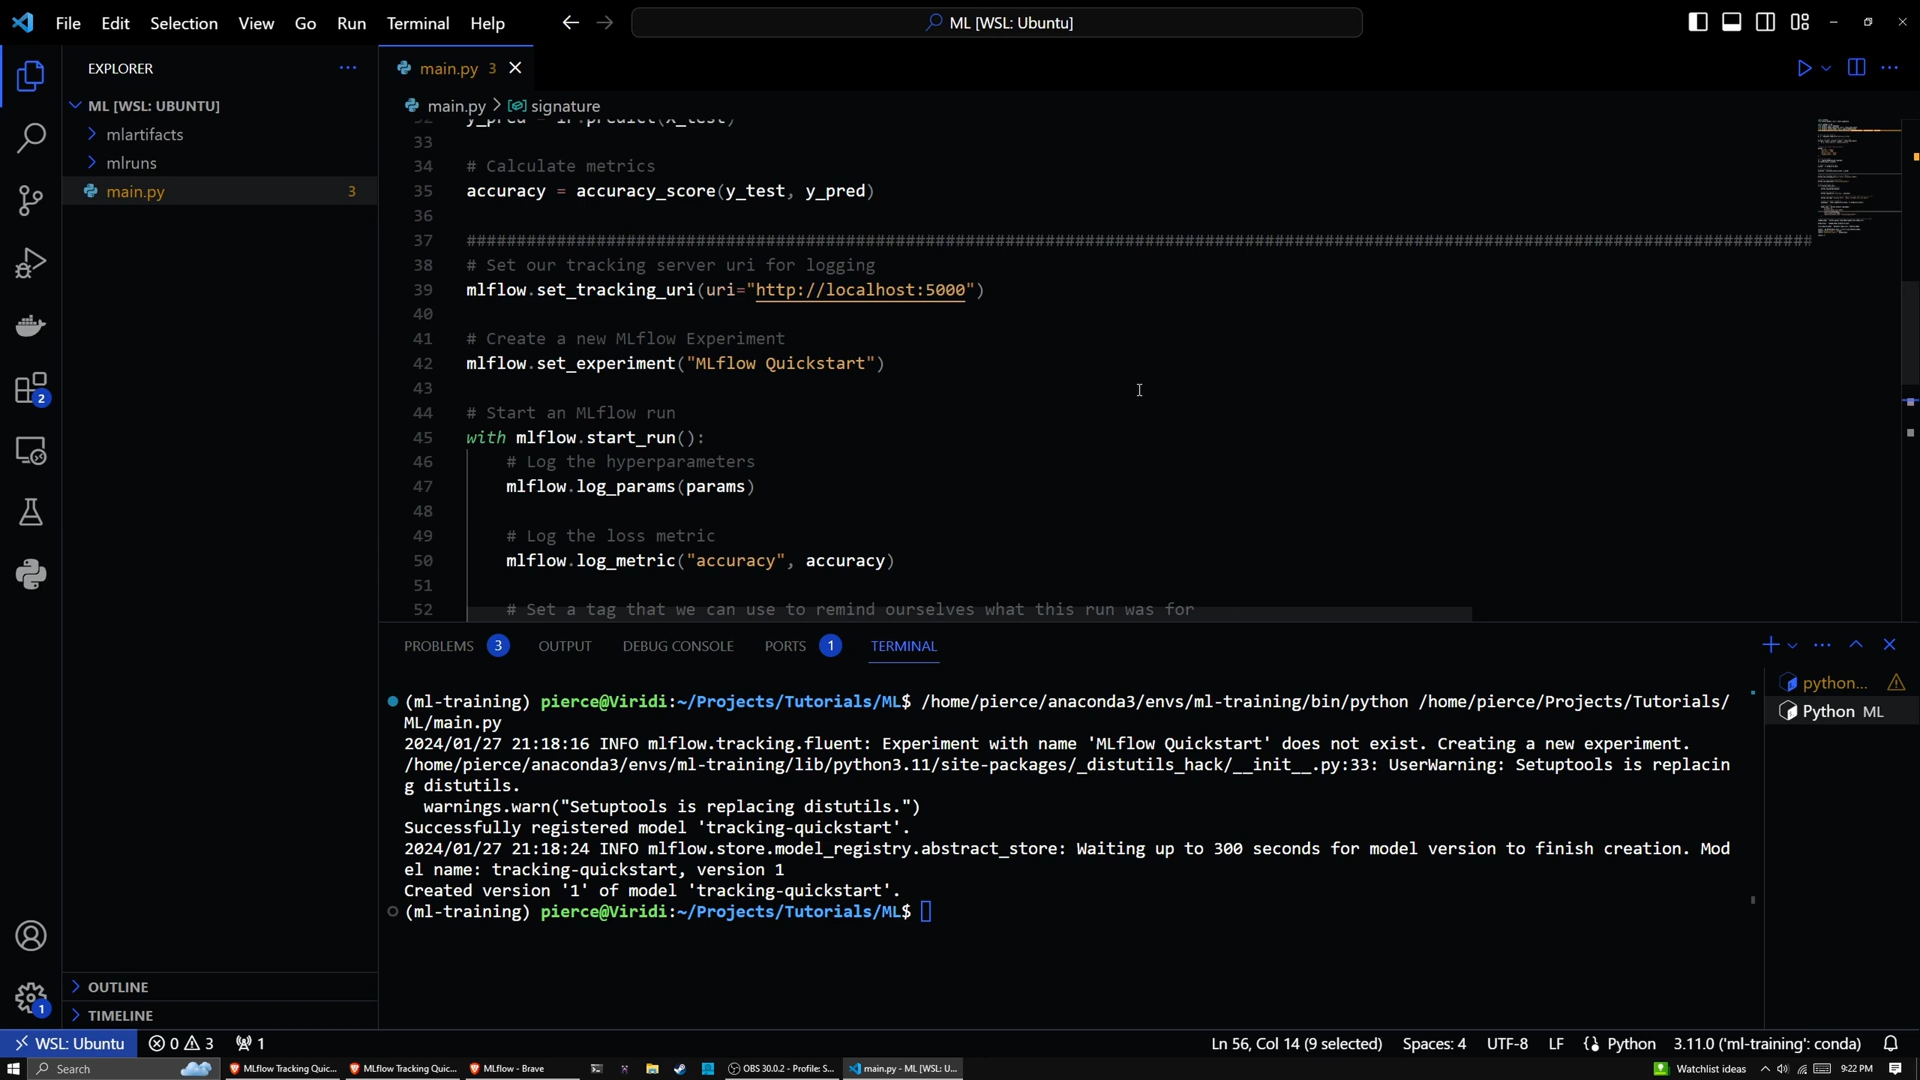 File Edit Selection View Go Run Terminal Help
ML [WSL: Ubuntu]
EXPLORER
ML [WSL: UBUNTU]
mlartifacts
mlruns
main.py 3
main.py 3
main.py > signature
32 y_pred = lr.predict(X_test)
33
34 # Calculate metrics
35 accuracy = accuracy_score(y_test, y_pred)
36
37 ########################################################################################################################################
38 # Set our tracking server uri for logging
39 mlflow.set_tracking_uri(uri="http://localhost:5000")
40
41 # Create a new MLflow Experiment
42 mlflow.set_experiment("MLflow Quickstart")
43
44 # Start an MLflow run
45 with mlflow.start_run():
46 # Log the hyperparameters
47 mlflow.log_params(params)
48
49 # Log the loss metric
50 mlflow.log_metric("accuracy", accuracy)
51
52 # Set a tag that we can use to remind ourselves what this run was for
PROBLEMS 3 OUTPUT DEBUG CONSOLE PORTS 1 TERMINAL
python...
Python ML
(ml-training) pierce@Viridi:~/Projects/Tutorials/ML$ /home/pierce/anaconda3/envs/ml-training/bin/python /home/pierce/Projects/Tutorials/
ML/main.py
2024/01/27 21:18:16 INFO mlflow.tracking.fluent: Experiment with name 'MLflow Quickstart' does not exist. Creating a new experiment.
/home/pierce/anaconda3/envs/ml-training/lib/python3.11/site-packages/_distutils_hack/__init__.py:33: UserWarning: Setuptools is replacin
g distutils.
warnings.warn("Setuptools is replacing distutils.")
Successfully registered model 'tracking-quickstart'.
2024/01/27 21:18:24 INFO mlflow.store.model_registry.abstract_store: Waiting up to 300 seconds for model version to finish creation. Mod
el name: tracking-quickstart, version 1
Created version '1' of model 'tracking-quickstart'.
(ml-training) pierce@Viridi:~/Projects/Tutorials/ML$
2
1
OUTLINE
TIMELINE
WSL: Ubuntu 0 3 1
Ln 56, Col 14 (9 selected) Spaces: 4 UTF-8 LF Python 3.11.0 ('ml-training': conda)
Search
MLflow Tracking Quic...
MLflow Tracking Quic...
MLflow - Brave
OBS 30.0.2 - Profile: S...
main.py - ML [WSL: U...
Watchlist ideas
9:22 PM